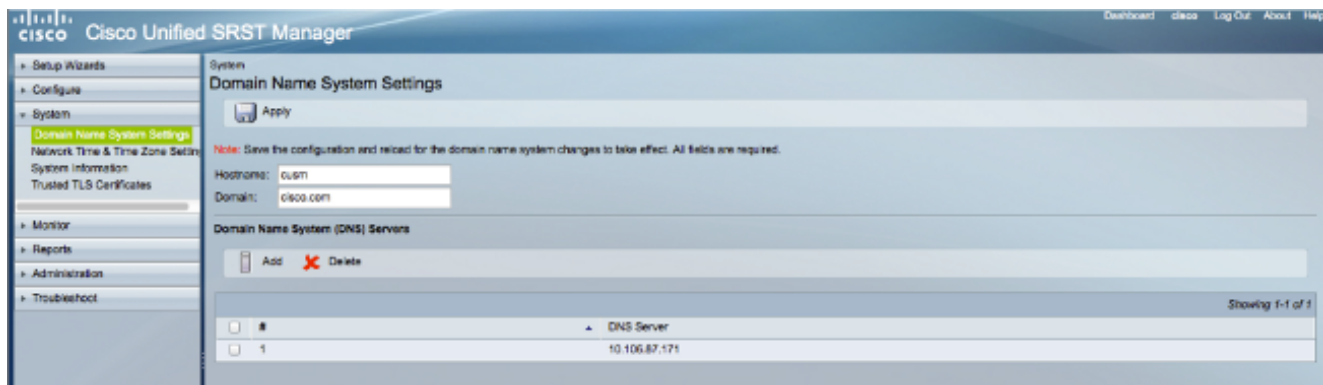 Dashboard cisco Log Out About Help
CISCO Cisco Unified SRST Manager
Setup Wizards
Configure
System
Domain Name System Settings
Network Time & Time Zone Settin
System Information
Trusted TLS Certificates
Monitor
Reports
Administration
Troubleshoot
System
Domain Name System Settings
Apply
Note: Save the configuration and reload for the domain name system changes to take effect. All fields are required.
Hostname: cusm
Domain: cisco.com
Domain Name System (DNS) Servers
Add Delete
Showing 1-1 of 1
# DNS Server
1 10.106.87.171